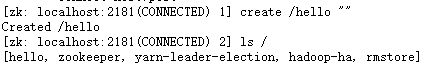 [zk: localhost:2181(CONNECTED) 1] create /hello ""
Created /hello
[zk: localhost:2181(CONNECTED) 2] ls /
[hello, zookeeper, yarn-leader-election, hadoop-ha, rmstore]